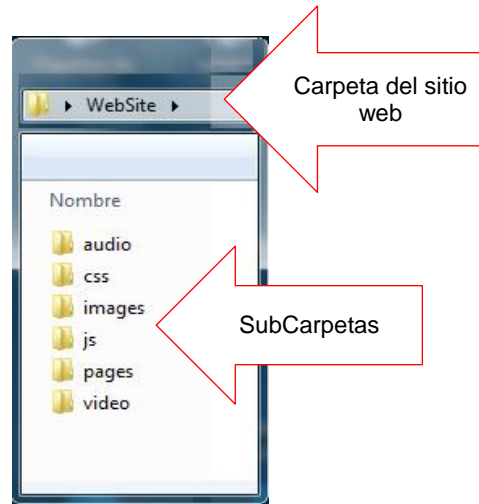 WebSite
Carpeta del sitio
web
Nombre
audio
css
images
js
pages
video
SubCarpetas